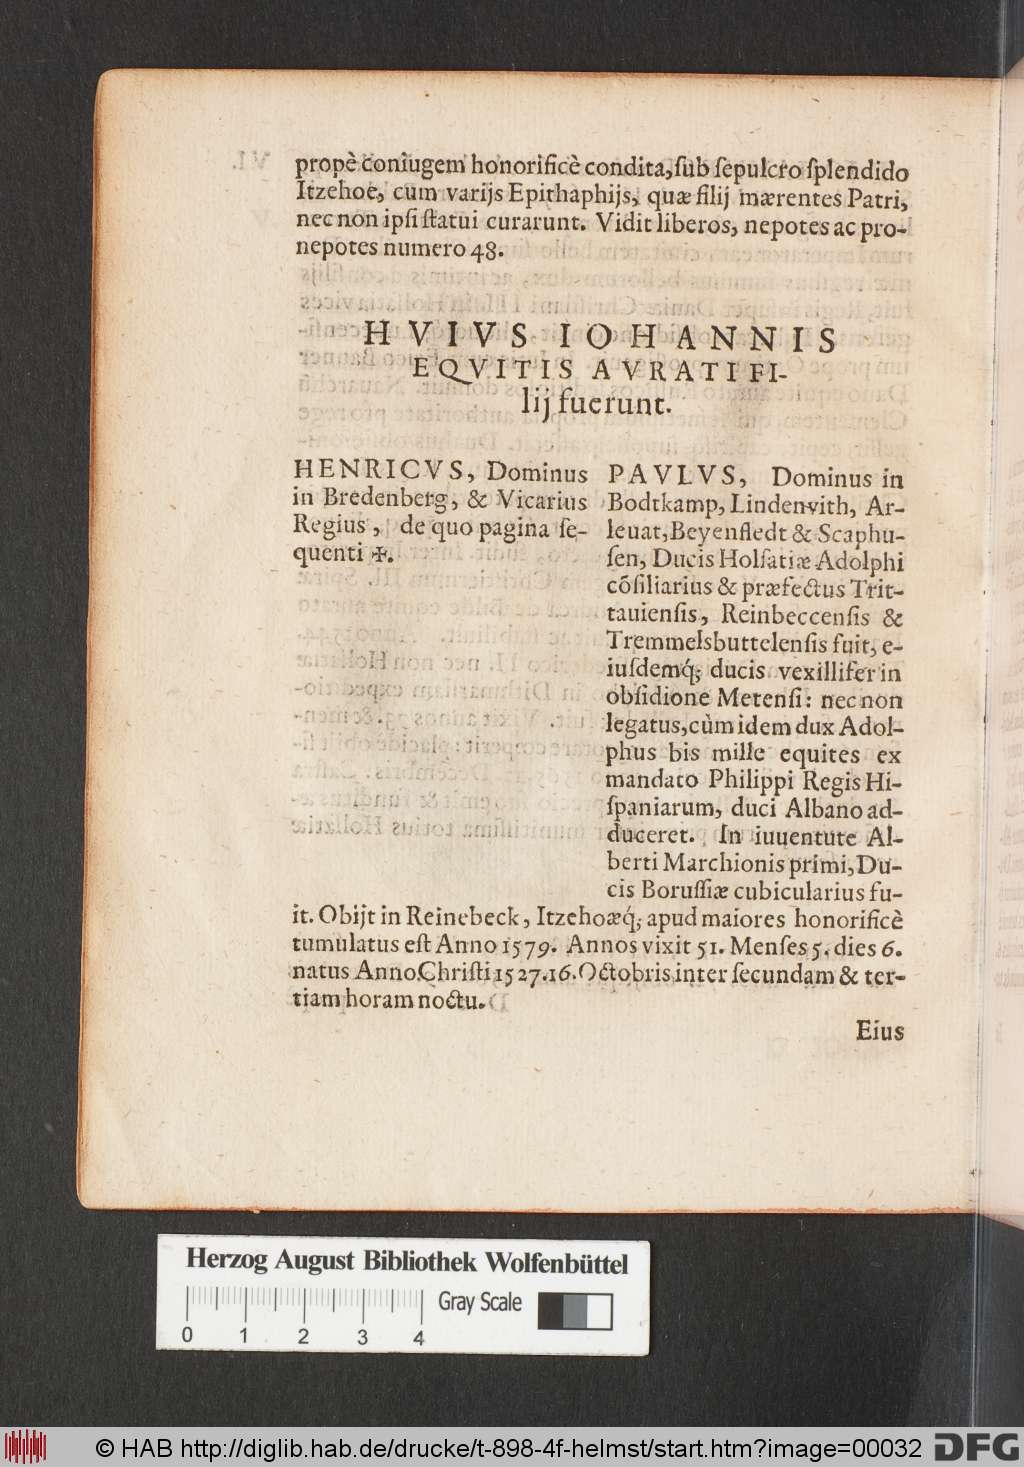 propè coniugem honorificè condita, ſub ſepulcro ſplendido
Itzehoe, cum varijs Epithaphijs, quæ filij mærentes Patri,
nec non ipſi ſtatui curarunt. Vidit liberos, nepotes ac pro-
nepotes numero 48.
HVIVS IOHANNIS
EQVITIS AVRATI FI-
lij fuerunt.
HENRICVS, Dominus
in Bredenberg, & Vicarius
Regius, de quo pagina ſe-
quenti ✠.
PAVLVS, Dominus in
Bodtkamp, Lindenvith, Ar-
leuat, Beyenfledt & Scaphu-
ſen, Ducis Holſatiæ Adolphi
cõſiliarius & præfectus Trit-
tauienſis, Reinbeccenſis &
Tremmelsbuttelenſis fuit, e-
iuſdemq́; ducis vexillifer in
obſidione Metenſi: nec non
legatus, cùm idem dux Adol-
phus bis mille equites ex
mandato Philippi Regis Hi-
ſpaniarum, duci Albano ad-
duceret. In iuuentute Al-
berti Marchionis primi, Du-
cis Boruſſiæ cubicularius fu-
it. Obijt in Reinebeck, Itzehoæq́; apud maiores honorificè
tumulatus eſt Anno 1579. Annos vixit 51. Menſes 5. dies 6.
natus Anno Chriſti 1527. 16. Octobris inter ſecundam & ter-
tiam horam noctu.
Eius
Herzog August Bibliothek Wolfenbüttel
Gray Scale
0 1 2 3 4
© HAB http://diglib.hab.de/drucke/t-898-4f-helmst/start.htm?image=00032 DFG